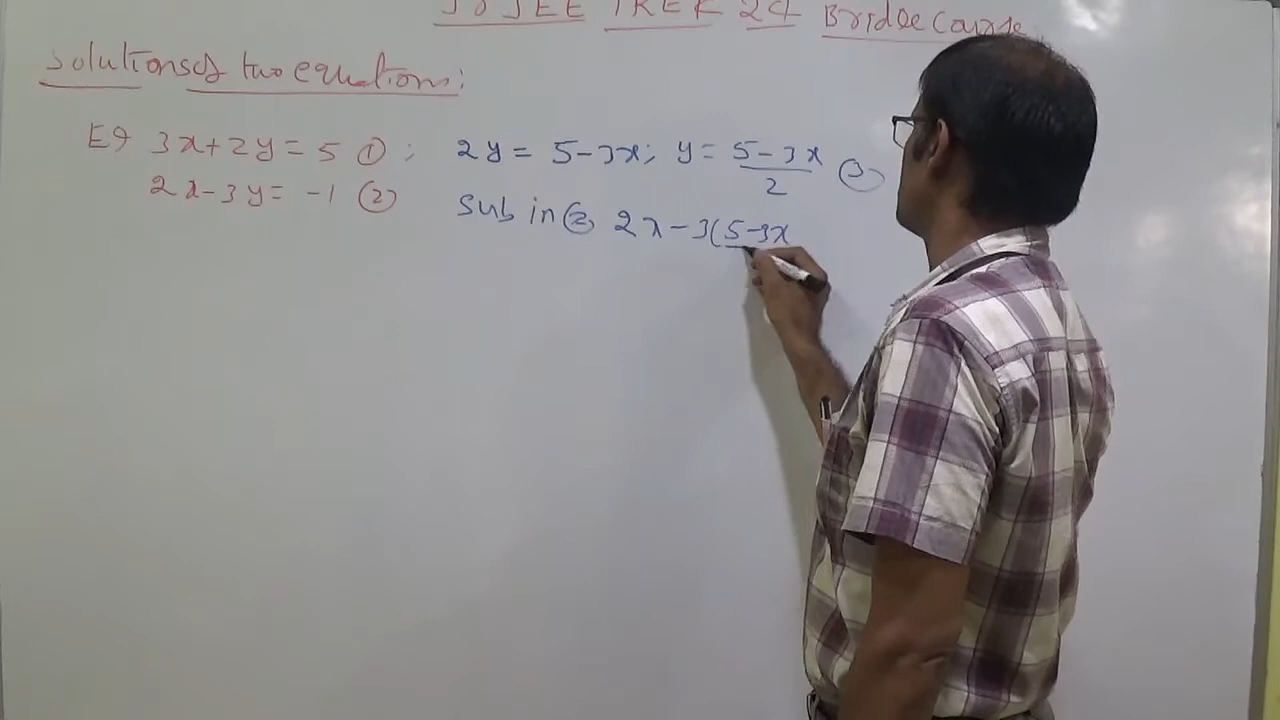 JEE 24 Bridge Course
Solutions of two equations:
Eg 3x+2y = 5 ① ; 2y = 5-3x; y = 5-3x/2 ③
2x-3y = -1 ②
Sub in ② 2x-3(5-3x